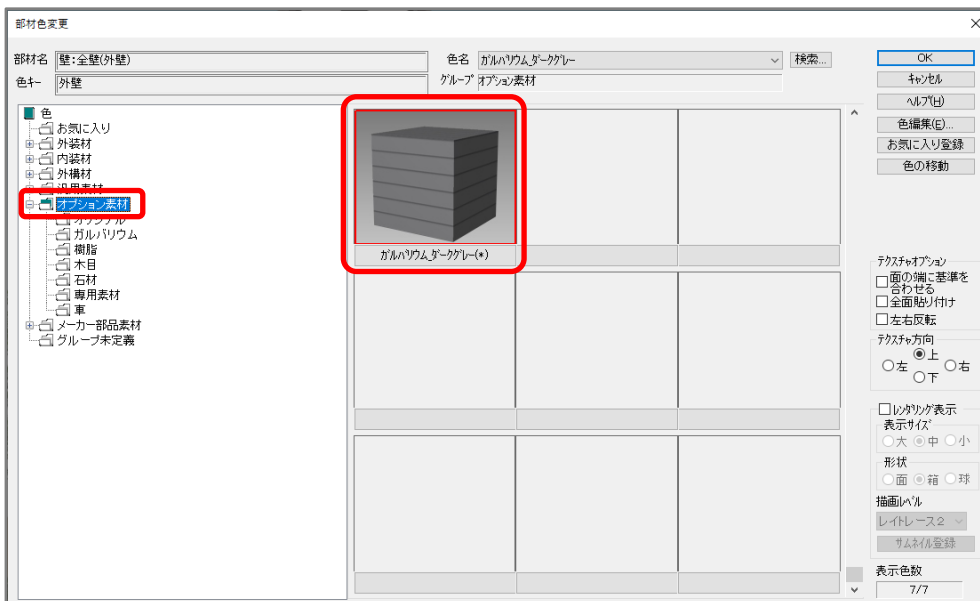 部材色変更
部材名 壁:全壁(外壁)
色名 ガルバリウム_ダークグレー 検索...
色キー 外壁
グループ オプション素材
OK
キャンセル
ヘルプ(H)
色編集(E)...
お気に入り登録
色の移動
色
お気に入り
外装材
内装材
外構材
汎用素材
オプション素材
オリジナル
ガルバリウム
樹脂
木目
石材
専用素材
車
メーカー部品素材
グループ未定義
ガルバリウム_ダークグレー(*)
テクスチャオプション
面の端に基準を
合わせる
全面貼り付け
左右反転
テクスチャ方向
上
左 右
下
レンダリング表示
表示サイズ
大 中 小
形状
面 箱 球
描画レベル
レイトレース2
サムネイル登録
表示色数
7/7